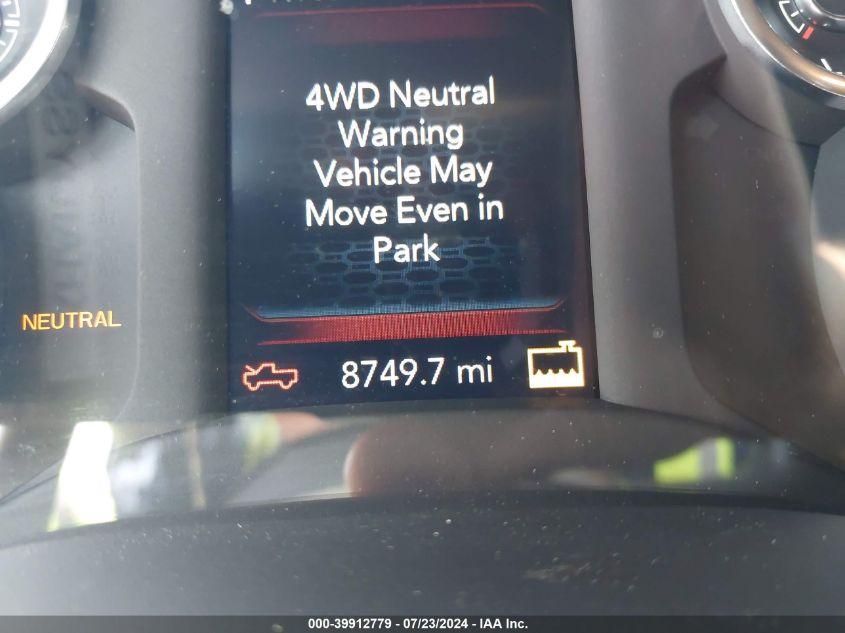 4WD Neutral
Warning
Vehicle May
Move Even in
Park
NEUTRAL
8749.7 mi
000-39912779 - 07/23/2024 - IAA Inc.